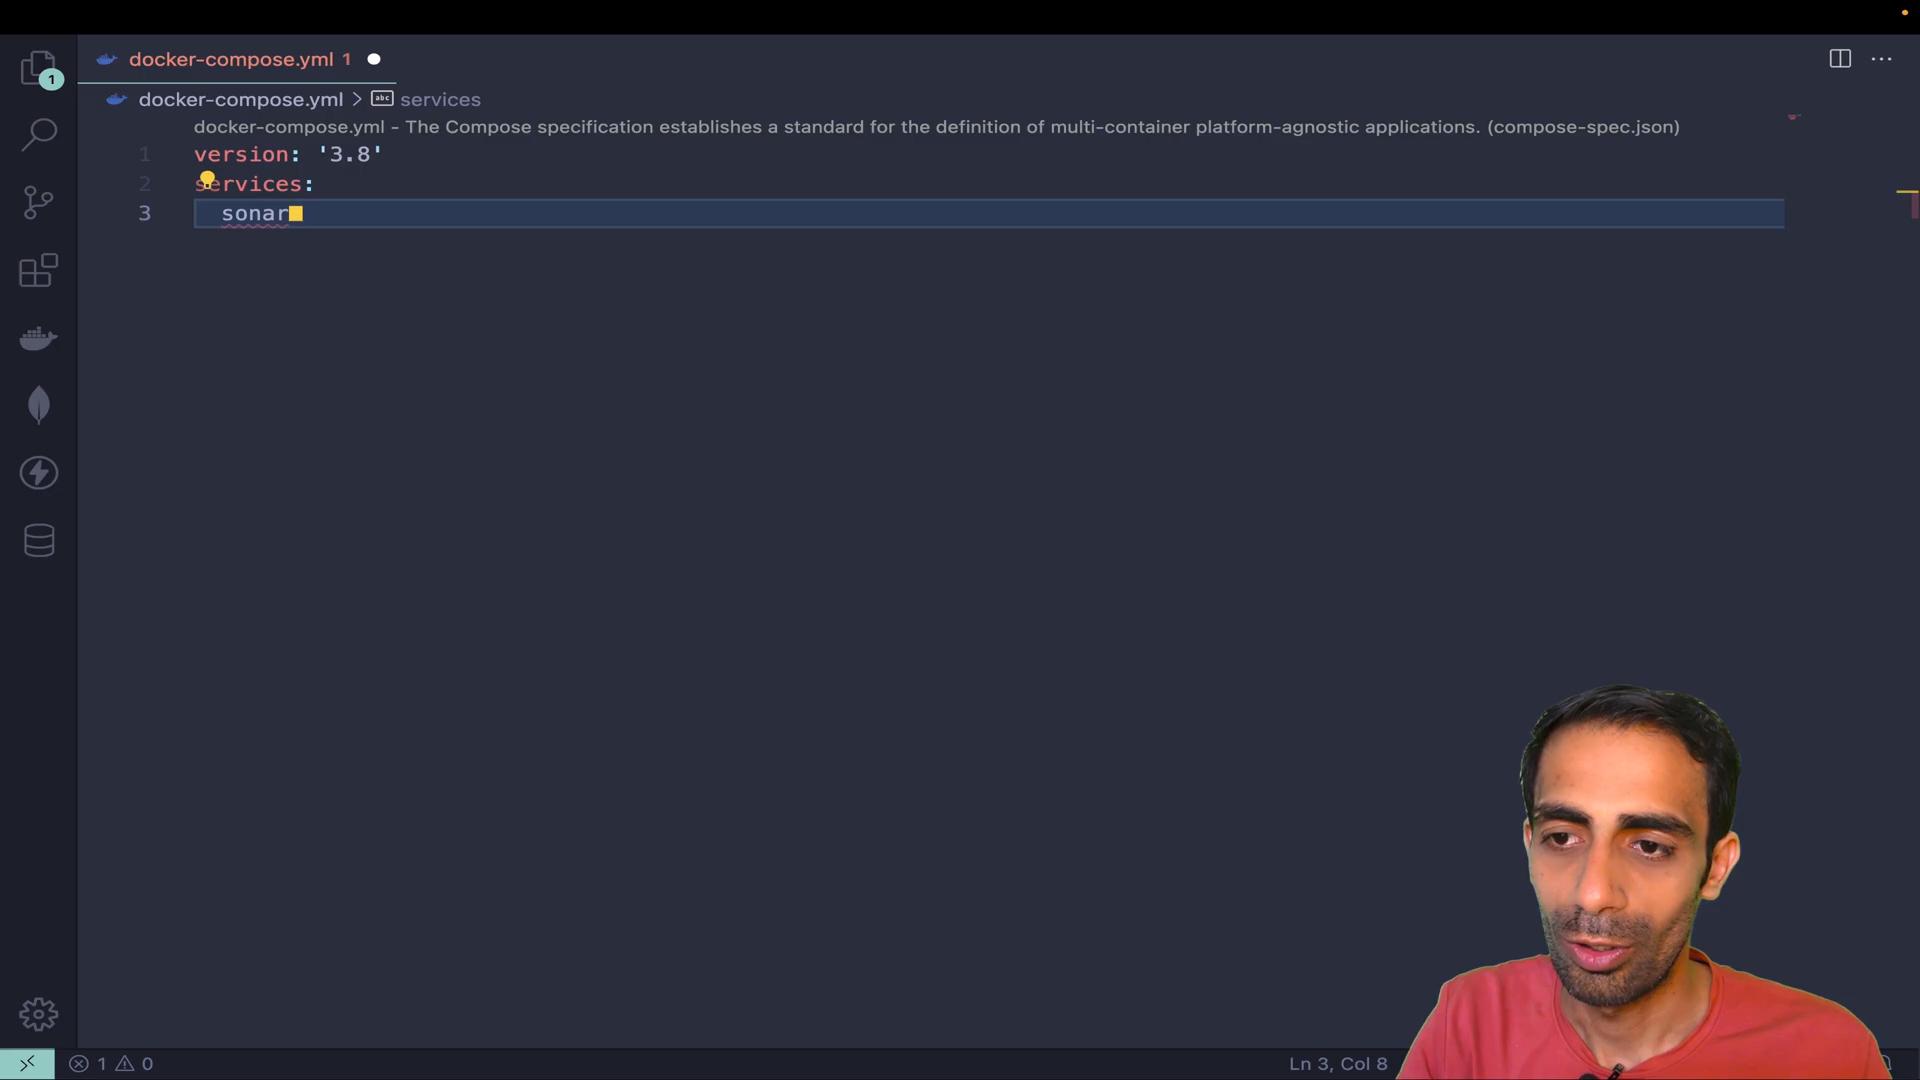 docker-compose.yml 1
1
docker-compose.yml > abc services
docker-compose.yml - The Compose specification establishes a standard for the definition of multi-container platform-agnostic applications. (compose-spec.json)
1 version: '3.8'
2 services:
3 sonar
1 0 Ln 3, Col 8